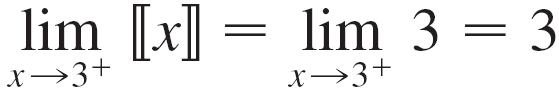 lim ⟦x⟧ = lim 3 = 3
x→3⁺ x→3⁺